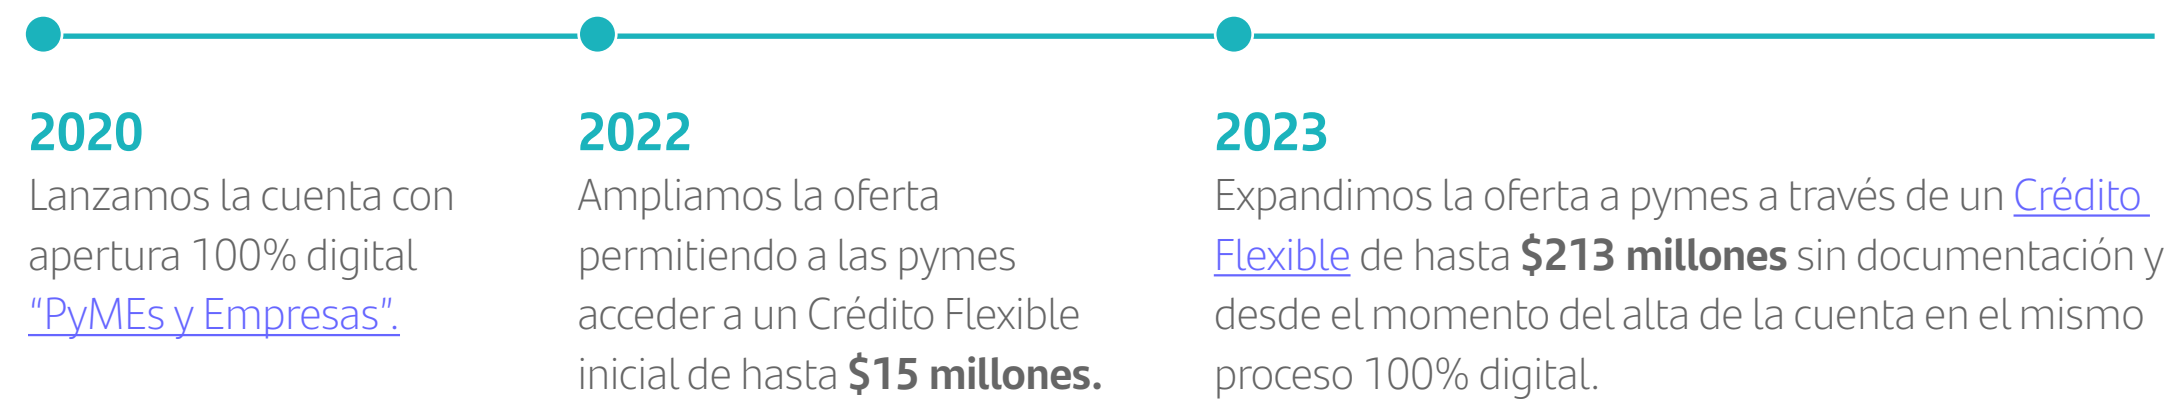 2020
Lanzamos la cuenta con
apertura 100% digital
“PyMEs y Empresas”.
2022
Ampliamos la oferta
permitiendo a las pymes
acceder a un Crédito Flexible
inicial de hasta $15 millones.
2023
Expandimos la oferta a pymes a través de un Crédito
Flexible de hasta $213 millones sin documentación y
desde el momento del alta de la cuenta en el mismo
proceso 100% digital.